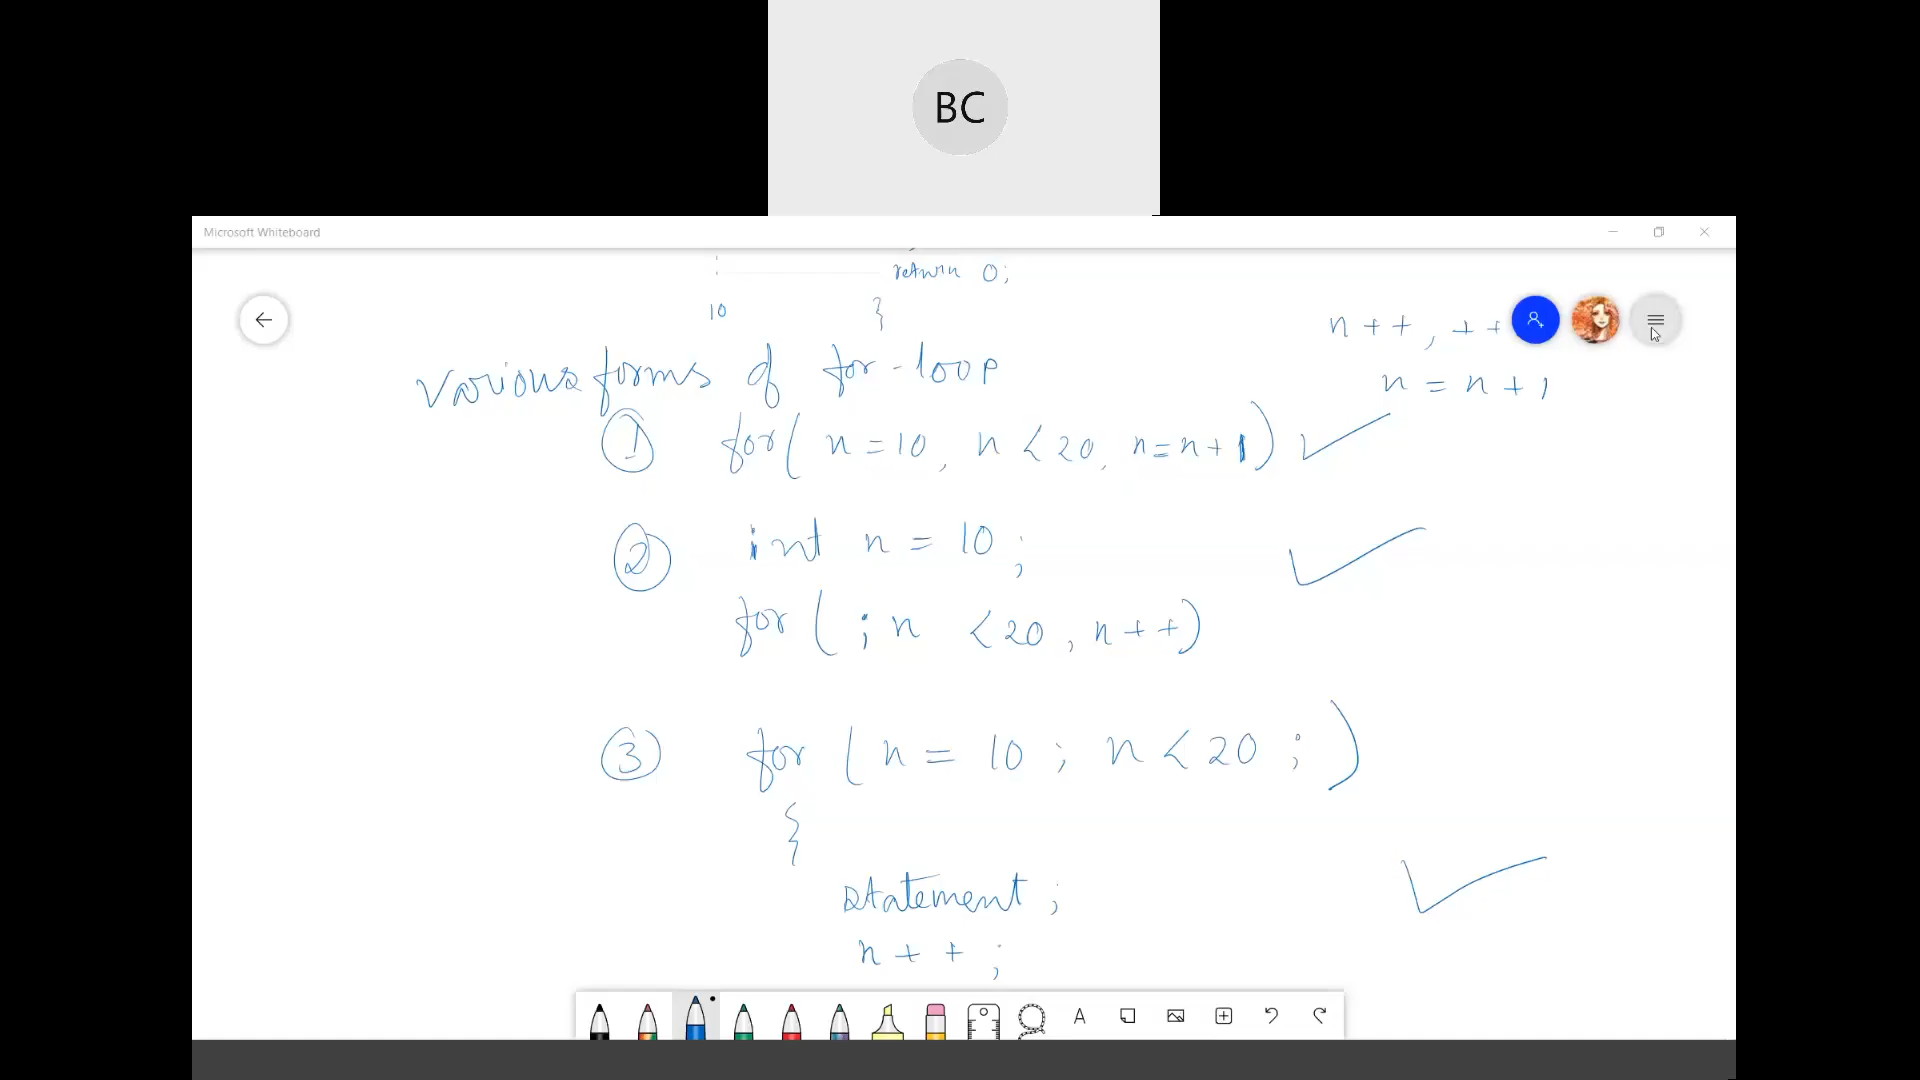 BC
Microsoft Whiteboard
return 0;
10 }
n++, ++
n = n + 1
various forms of for-loop
① for( n=10, n < 20, n=n+1)
② int n = 10 ;
for ( ; n < 20 , n++)
③ for ( n = 10 ; n < 20 ; )
{
statement ;
n++ ;
A